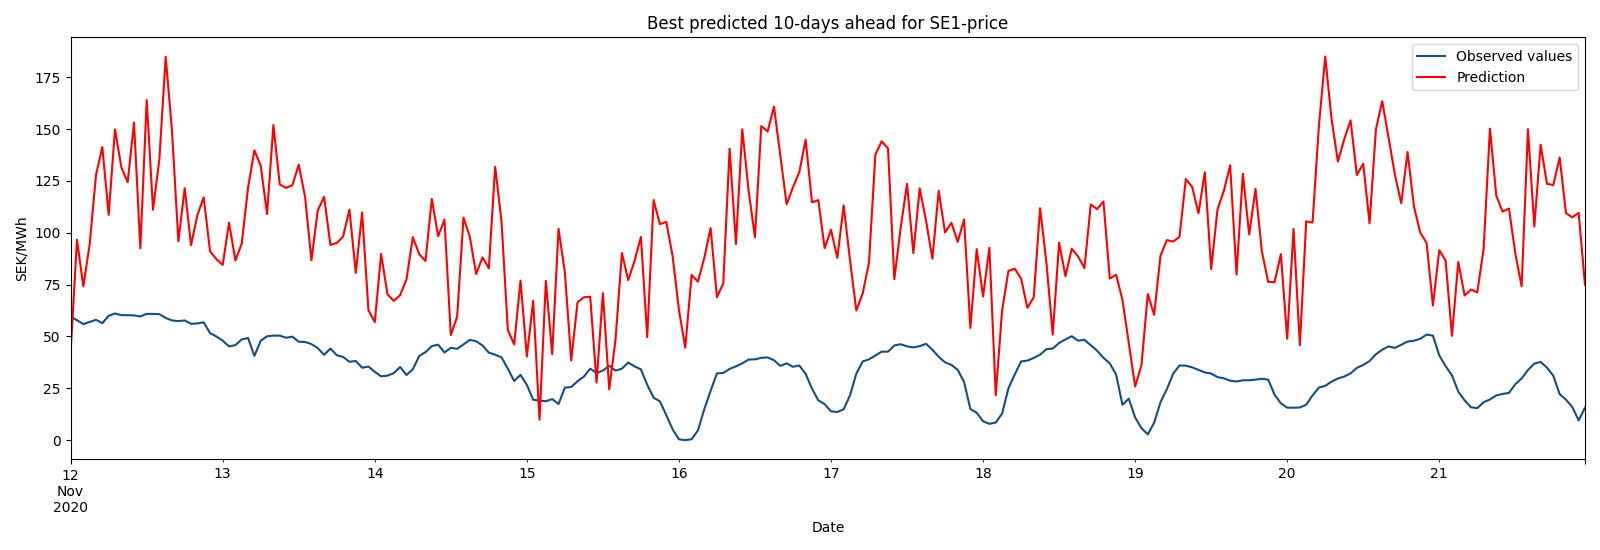 Best predicted 10-days ahead for SE1-price
Observed values
Prediction
175
150
125
100
75
50
25
0
SEK/MWh
12 13 14 15 16 17 18 19 20 21
Nov
2020
Date